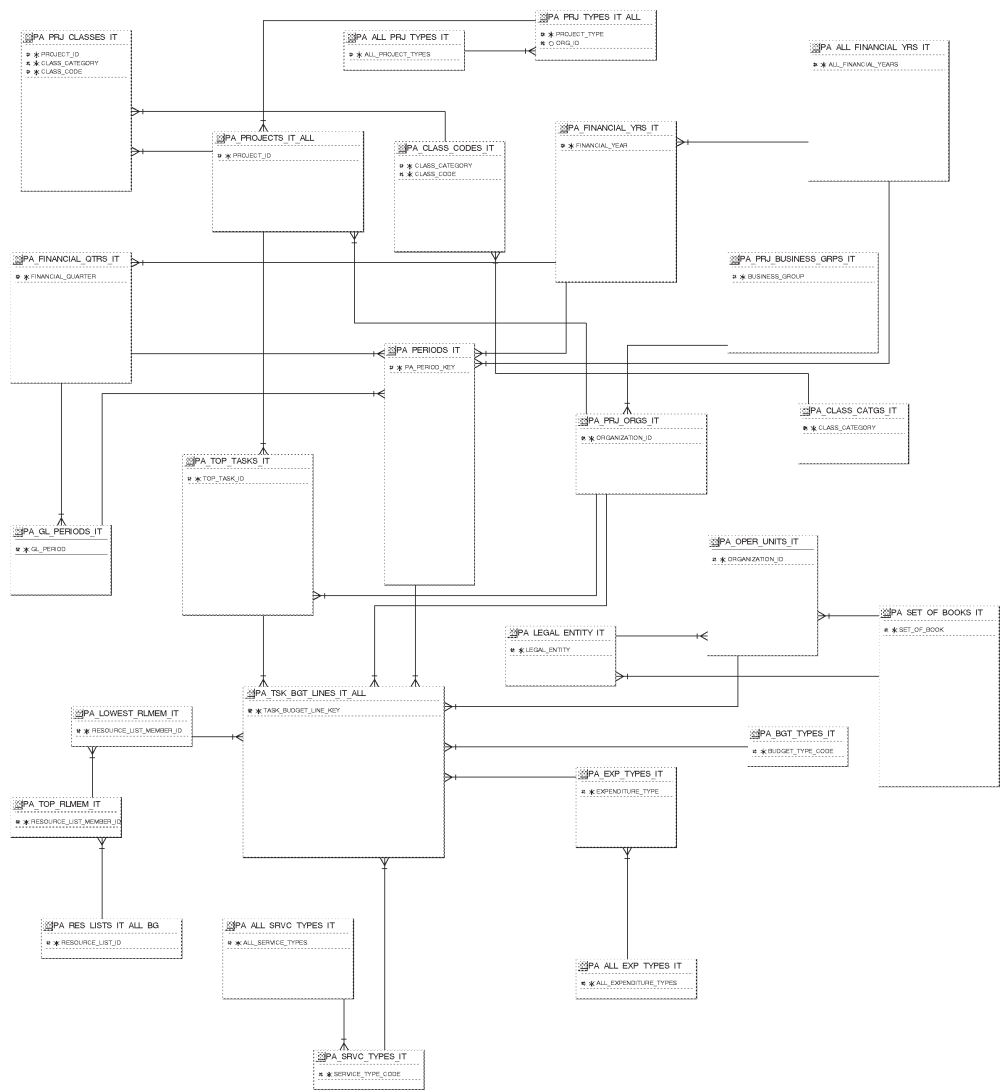 PA_PRJ_TYPES_IT_ALL
# * PROJECT_TYPE
# O ORG_ID
PA_PRJ_CLASSES_IT
# * PROJECT_ID
# * CLASS_CATEGORY
# * CLASS_CODE
PA_ALL_PRJ_TYPES_IT
# * ALL_PROJECT_TYPES
PA_ALL_FINANCIAL_YRS_IT
# * ALL_FINANCIAL_YEARS
PA_PROJECTS_IT_ALL
# * PROJECT_ID
PA_CLASS_CODES_IT
# * CLASS_CATEGORY
# * CLASS_CODE
PA_FINANCIAL_YRS_IT
# * FINANCIAL_YEAR
PA_FINANCIAL_QTRS_IT
# * FINANCIAL_QUARTER
PA_PRJ_BUSINESS_GRPS_IT
# * BUSINESS_GROUP
PA_PERIODS_IT
# * PA_PERIOD_KEY
PA_PRJ_ORGS_IT
# * ORGANIZATION_ID
PA_CLASS_CATGS_IT
# * CLASS_CATEGORY
PA_TOP_TASKS_IT
# * TOP_TASK_ID
PA_GL_PERIODS_IT
# * GL_PERIOD
PA_OPER_UNITS_IT
# * ORGANIZATION_ID
PA_LEGAL_ENTITY_IT
# * LEGAL_ENTITY
PA_SET_OF_BOOKS_IT
# * SET_OF_BOOK
PA_TSK_BGT_LINES_IT_ALL
# * TASK_BUDGET_LINE_KEY
PA_LOWEST_RLMEM_IT
# * RESOURCE_LIST_MEMBER_ID
PA_BGT_TYPES_IT
# * BUDGET_TYPE_CODE
PA_TOP_RLMEM_IT
# * RESOURCE_LIST_MEMBER_ID
PA_EXP_TYPES_IT
# * EXPENDITURE_TYPE
PA_RES_LISTS_IT_ALL_BG
# * RESOURCE_LIST_ID
PA_ALL_SRVC_TYPES_IT
# * ALL_SERVICE_TYPES
PA_ALL_EXP_TYPES_IT
# * ALL_EXPENDITURE_TYPES
PA_SRVC_TYPES_IT
# * SERVICE_TYPE_CODE